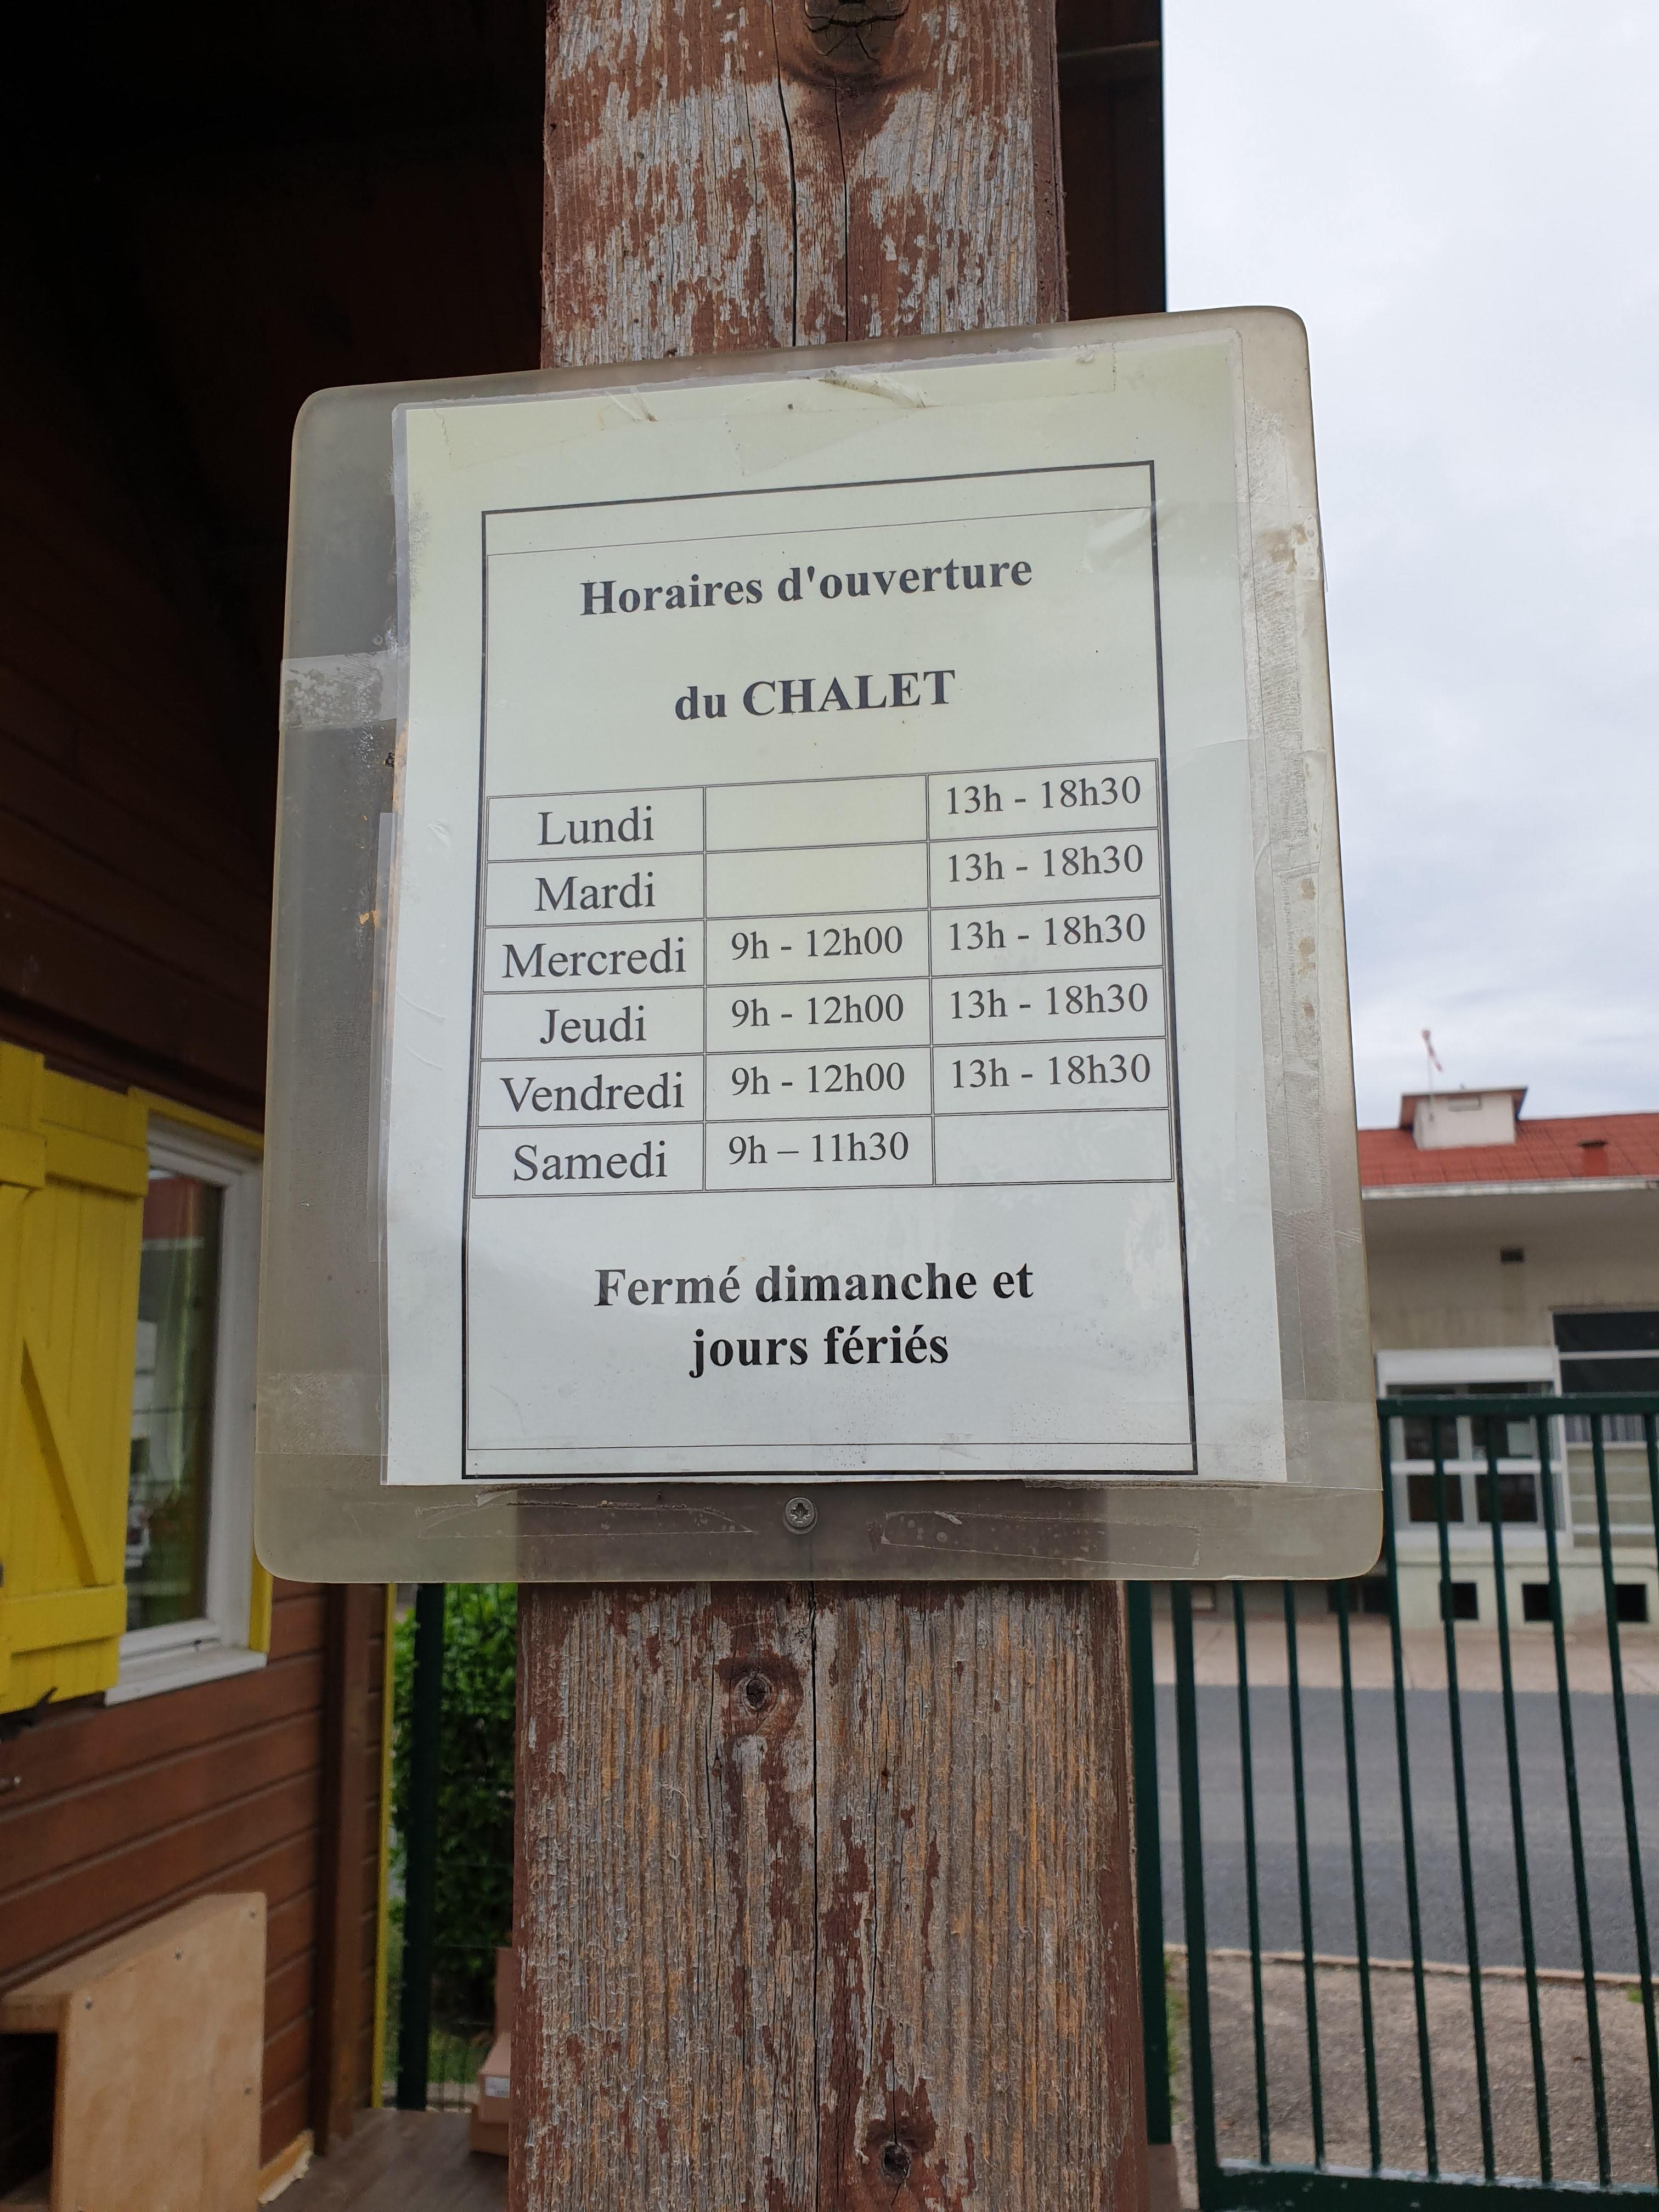 Horaires d'ouverture
du CHALET
Lundi 13h - 18h30
Mardi 13h - 18h30
Mercredi 9h - 12h00 13h - 18h30
Jeudi 9h - 12h00 13h - 18h30
Vendredi 9h - 12h00 13h - 18h30
Samedi 9h – 11h30
Fermé dimanche et
jours fériés